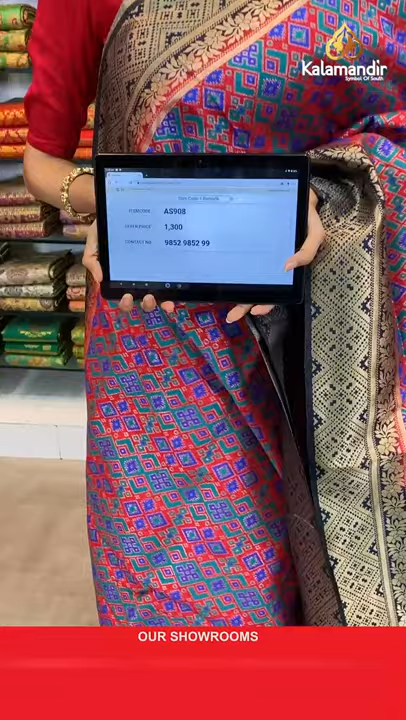 Kalamandir
Symbol Of South
ITEM CODE AS908
OFFER PRICE 1,300
CONTACT NO 9852 9852 99
OUR SHOWROOMS